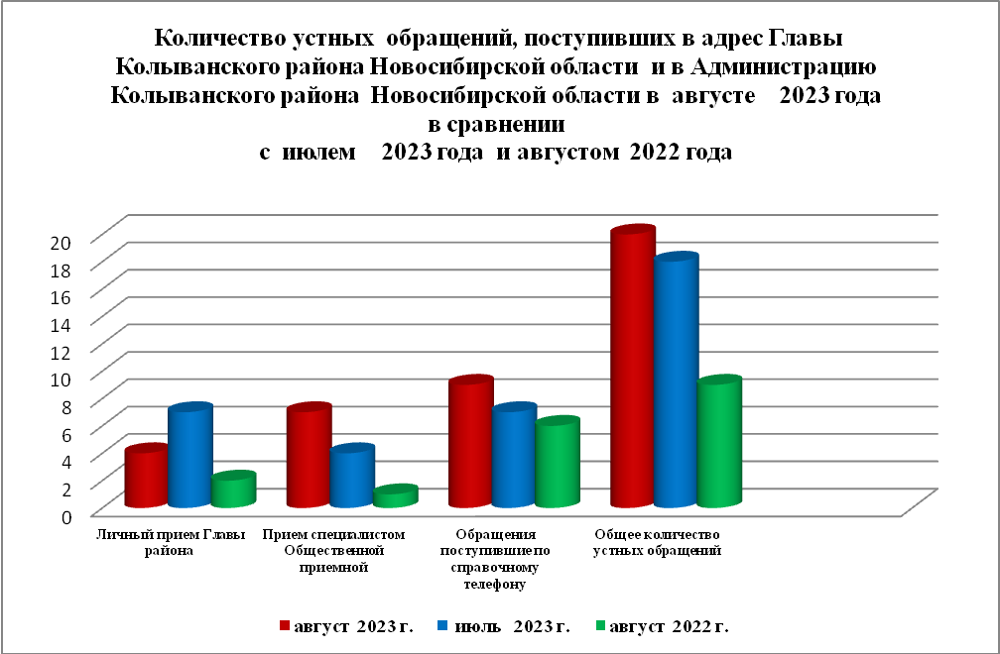 Количество устных обращений, поступивших в адрес Главы
Колыванского района Новосибирской области и в Администрацию
Колыванского района Новосибирской области в августе 2023 года
в сравнении
с июлем 2023 года и августом 2022 года
20
18
16
14
12
10
8
6
4
2
0
Личный прием Главы
района
Прием специалистом
Общественной
приемной
Обращения
поступившие по
справочному
телефону
Общее количество
устных обращений
август 2023 г.
июль 2023 г.
август 2022 г.